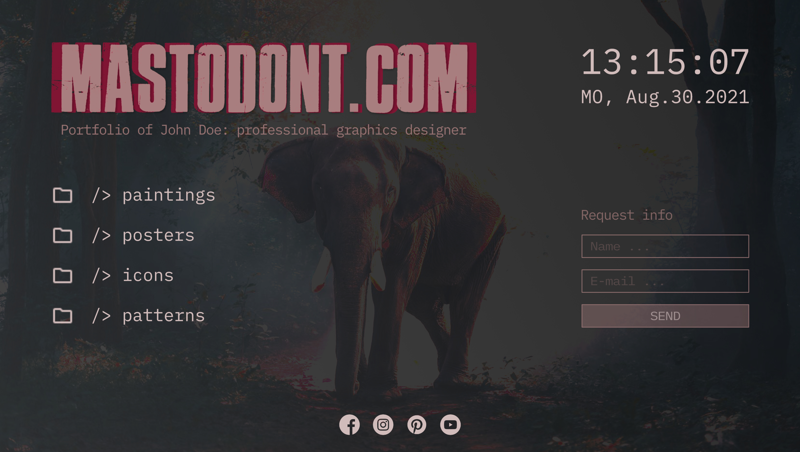 MASTODONT.COM
Portfolio of John Doe: professional graphics designer
/> paintings
/> posters
/> icons
/> patterns
13:15:07
MO, Aug.30.2021
Request info
Name ...
E-mail ...
SEND